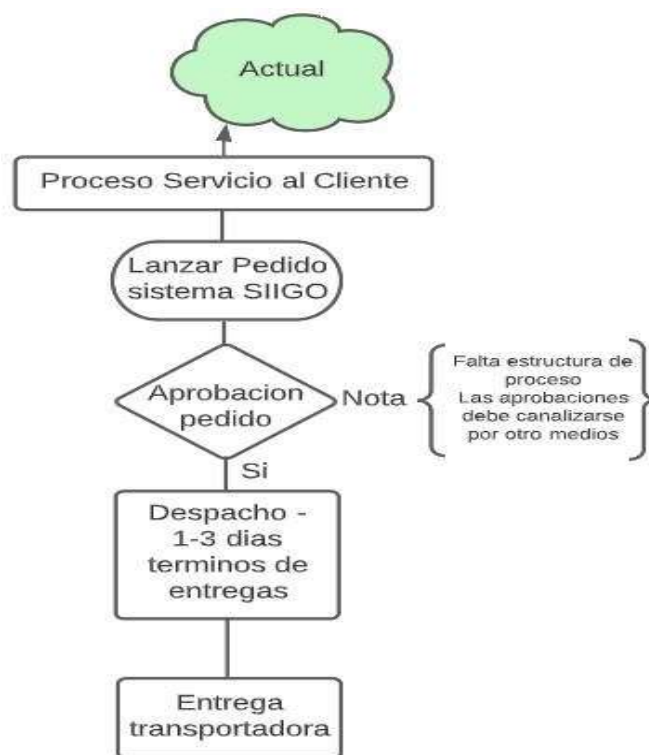 Actual
Proceso Servicio al Cliente
Lanzar Pedido
sistema SIIGO
Aprobacion
pedido
Nota
Falta estructura de
proceso
Las aprobaciones
debe canalizarse
por otro medios
Si
Despacho -
1-3 dias
terminos de
entregas
Entrega
transportadora